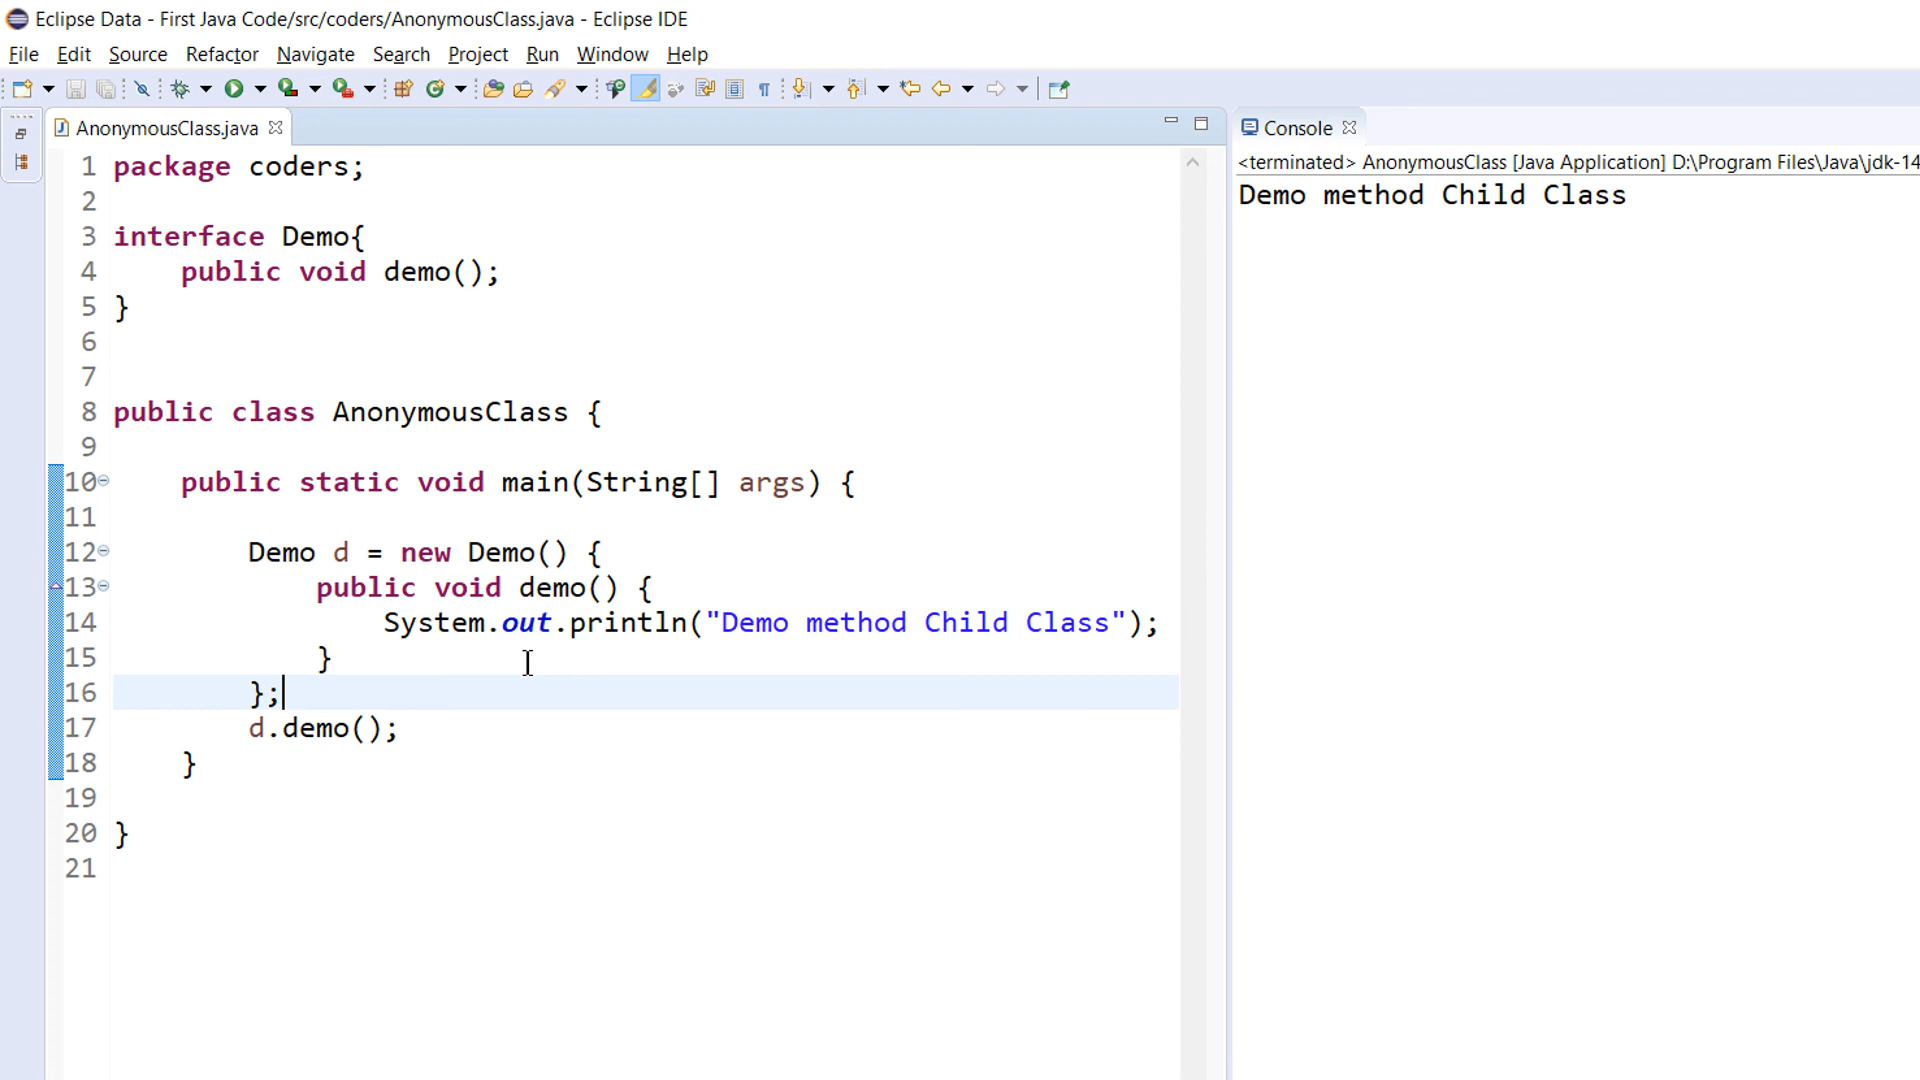 Eclipse Data - First Java Code/src/coders/AnonymousClass.java - Eclipse IDE
File Edit Source Refactor Navigate Search Project Run Window Help
AnonymousClass.java
1 package coders;
2
3 interface Demo{
4 public void demo();
5 }
6
7
8 public class AnonymousClass {
9
10 public static void main(String[] args) {
11
12 Demo d = new Demo() {
13 public void demo() {
14 System.out.println("Demo method Child Class");
15 }
16 };
17 d.demo();
18 }
19
20 }
21
Console
<terminated> AnonymousClass [Java Application] D:\Program Files\Java\jdk-14
Demo method Child Class